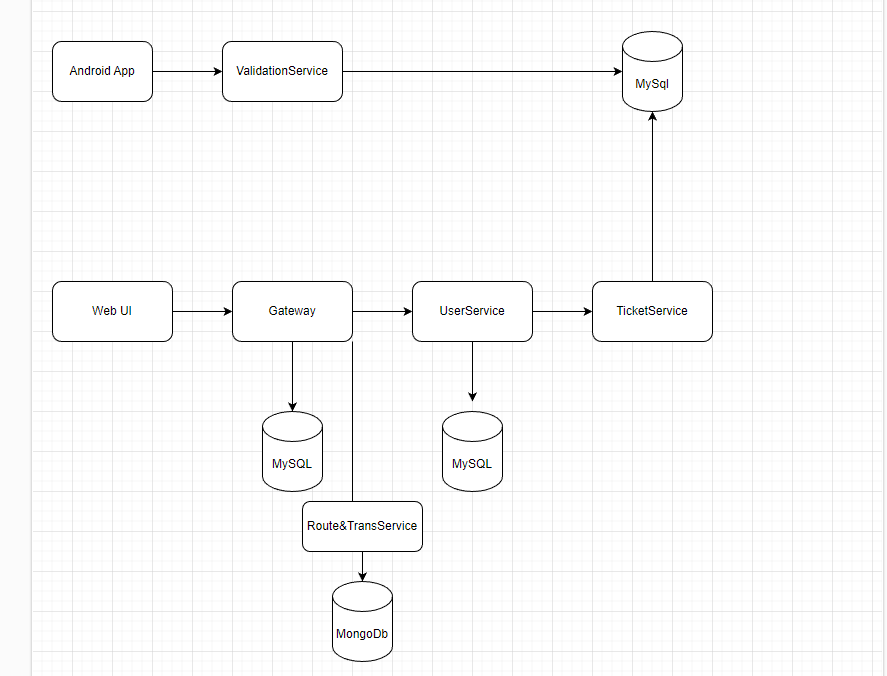 Android App
ValidationService
MySql
Web UI
Gateway
UserService
TicketService
MySQL
MySQL
Route&TransService
MongoDb